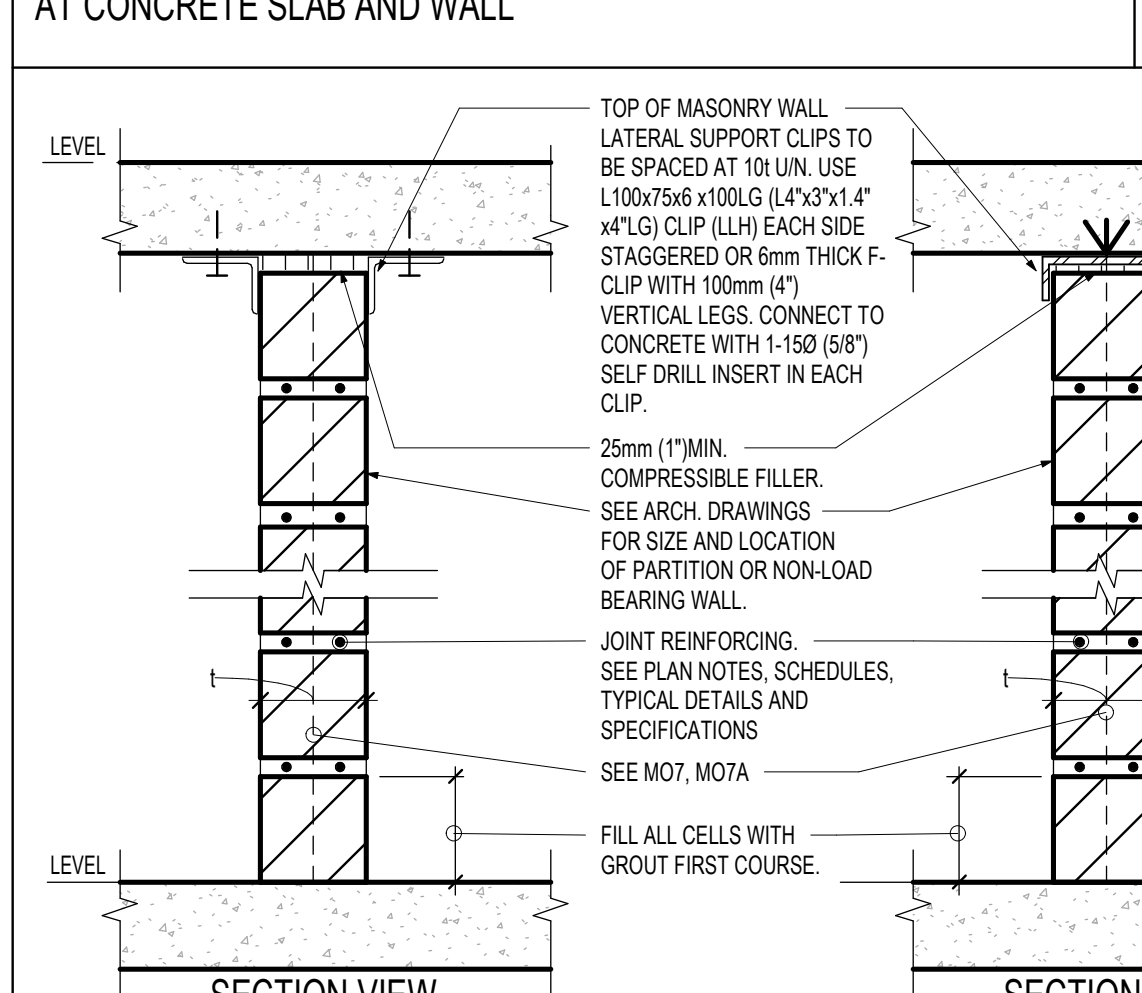 AT CONCRETE SLAB AND WALL
LEVEL
TOP OF MASONRY WALL
LATERAL SUPPORT CLIPS TO
BE SPACED AT 10t U/N. USE
L100x75x6 x100LG (L4"x3"x1.4"
x4"LG) CLIP (LLH) EACH SIDE
STAGGERED OR 6mm THICK F-
CLIP WITH 100mm (4")
VERTICAL LEGS. CONNECT TO
CONCRETE WITH 1-15Ø (5/8")
SELF DRILL INSERT IN EACH
CLIP.
25mm (1")MIN.
COMPRESSIBLE FILLER.
SEE ARCH. DRAWINGS
FOR SIZE AND LOCATION
OF PARTITION OR NON-LOAD
BEARING WALL.
JOINT REINFORCING.
SEE PLAN NOTES, SCHEDULES,
TYPICAL DETAILS AND
SPECIFICATIONS
t
t
SEE MO7, MO7A
FILL ALL CELLS WITH
GROUT FIRST COURSE.
LEVEL
SECTION VIEW
SECTION